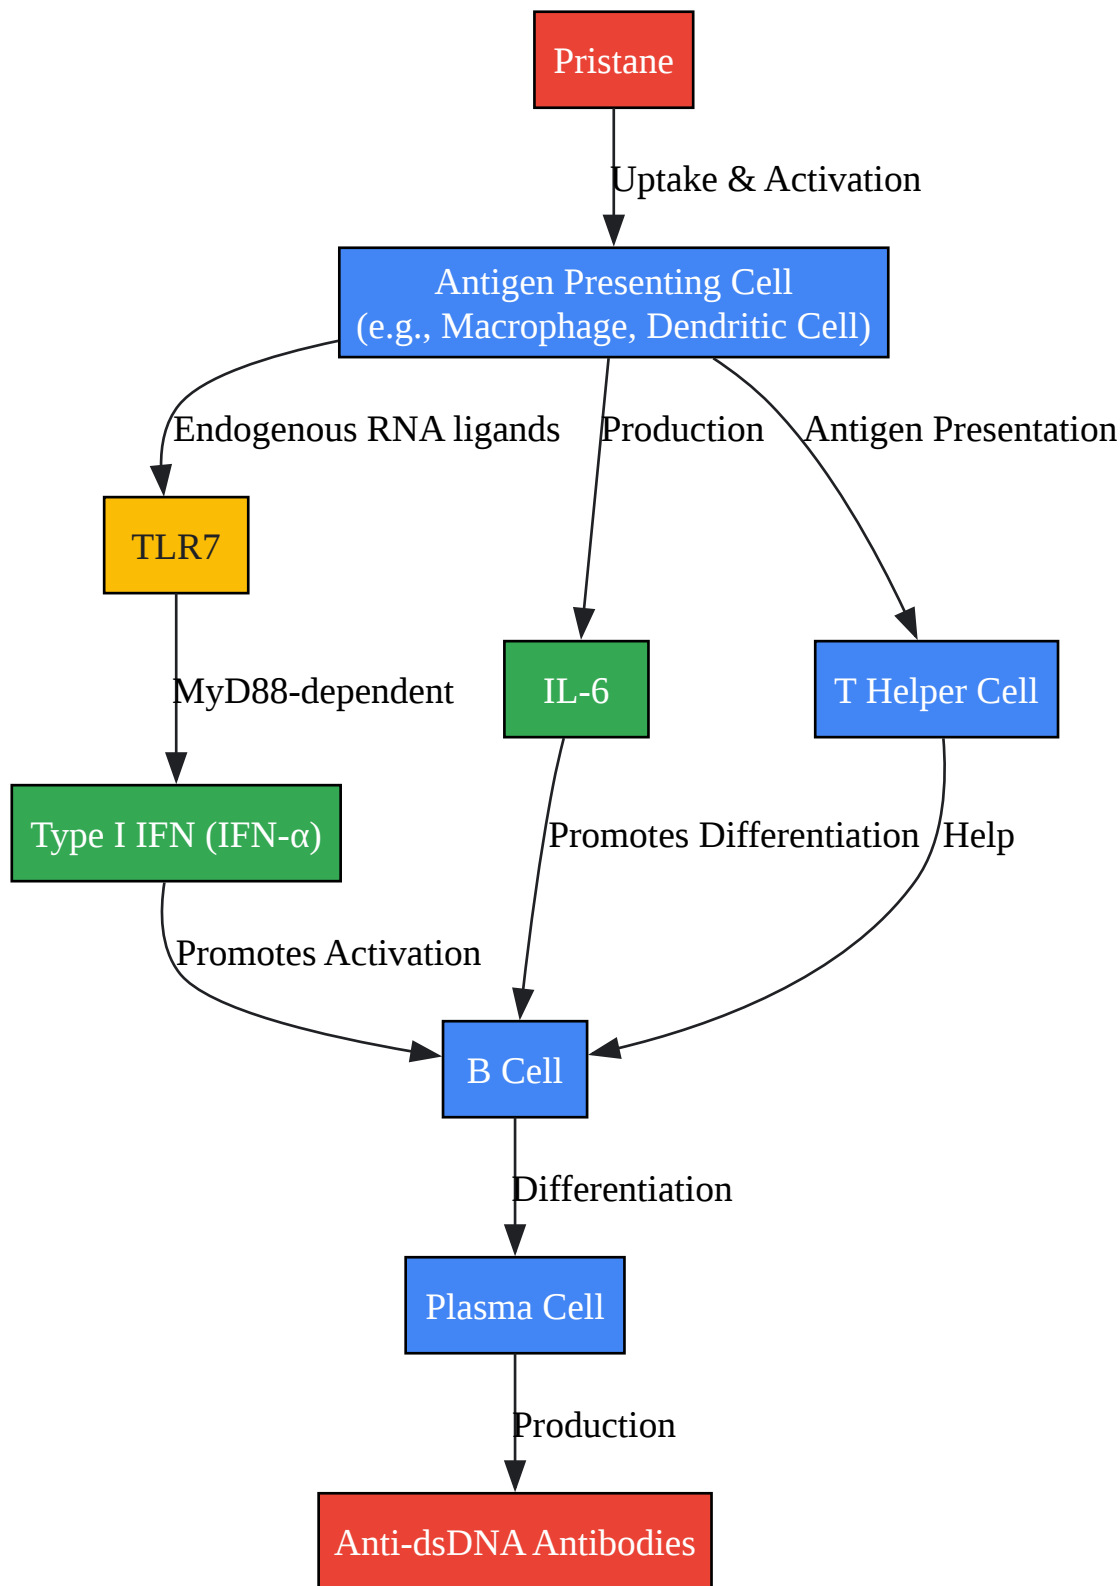 Pristane
Uptake & Activation
Antigen Presenting Cell
(e.g., Macrophage, Dendritic Cell)
Endogenous RNA ligands
Production
Antigen Presentation
TLR7
MyD88-dependent
IL-6
T Helper Cell
Type I IFN (IFN-α)
Promotes Differentiation
Help
Promotes Activation
B Cell
Differentiation
Plasma Cell
Production
Anti-dsDNA Antibodies